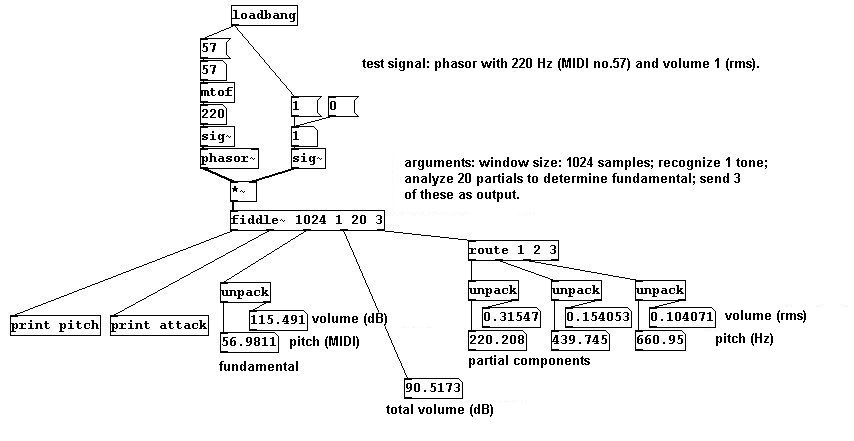 loadbang
57
57
test signal: phasor with 220 Hz (MIDI no.57) and volume 1 (rms).
mtof
1
0
220
sig~
1
phasor~
sig~
arguments: window size: 1024 samples; recognize 1 tone;
analyze 20 partials to determine fundamental; send 3
of these as output.
*~
fiddle~ 1024 1 20 3
route 1 2 3
unpack
unpack
unpack
unpack
print pitch
print attack
115.491
volume (dB)
0.31547
0.154053
0.104071
volume (rms)
56.9811
pitch (MIDI)
220.208
439.745
660.95
pitch (Hz)
fundamental
partial components
90.5173
total volume (dB)